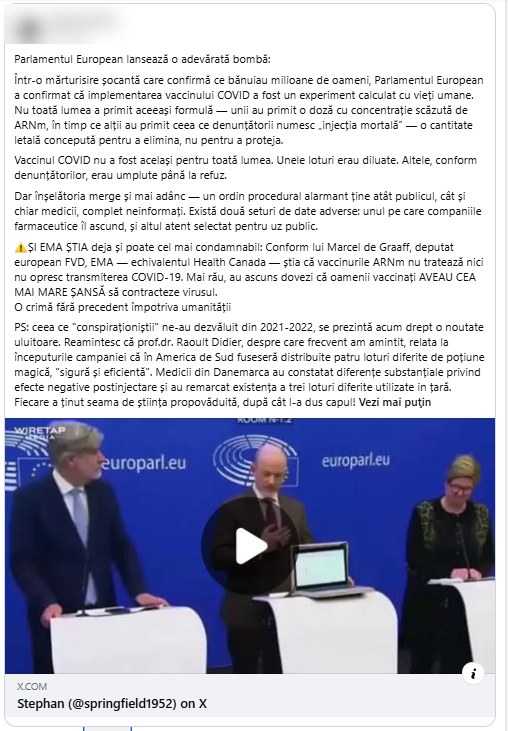 Parlamentul European lansează o adevărată bombă:
Într-o mărturisire șocantă care confirmă ce bănuiau milioane de oameni, Parlamentul European
a confirmat că implementarea vaccinului COVID a fost un experiment calculat cu vieți umane.
Nu toată lumea a primit aceeași formulă — unii au primit o doză cu concentrație scăzută de
ARNm, în timp ce alții au primit ceea ce denunțătorii numesc „injecția mortală” — o cantitate
letală concepută pentru a elimina, nu pentru a proteja.
Vaccinul COVID nu a fost același pentru toată lumea. Unele loturi erau diluate. Altele, conform
denunțătorilor, erau umplute până la refuz.
Dar înșelătoria merge și mai adânc — un ordin procedural alarmant ține atât publicul, cât și
chiar medicii, complet neinformați. Există două seturi de date adverse: unul pe care companiile
farmaceutice îl ascund, și altul atent selectat pentru uz public.
⚠️ȘI EMA ȘTIA deja și poate cel mai condamnabil: Conform lui Marcel de Graaff, deputat
european FVD, EMA — echivalentul Health Canada — știa că vaccinurile ARNm nu tratează nici
nu opresc transmiterea COVID-19. Mai rău, au ascuns dovezi că oamenii vaccinați AVEAU CEA
MAI MARE ȘANSĂ să contracteze virusul.
O crimă fără precedent împotriva umanității
PS: ceea ce "conspiraționiștii" ne-au dezvăluit din 2021-2022, se prezintă acum drept o noutate
uluitoare. Reamintesc că prof.dr. Raoult Didier, despre care frecvent am amintit, relata la
începuturile campaniei că în America de Sud fuseseră distribuite patru loturi diferite de poțiune
magică, "sigură și eficientă". Medicii din Danemarca au constatat diferențe substanțiale privind
efecte negative postinjectare și au remarcat existența a trei loturi diferite utilizate in țară.
Fiecare a ținut seama de știința propovăduită, după cât l-a dus capul! Vezi mai puțin
WIRETAP
MEDIA
ROOM N-1.2
europarl.eu
europarl.eu
X.COM
Stephan (@springfield1952) on X